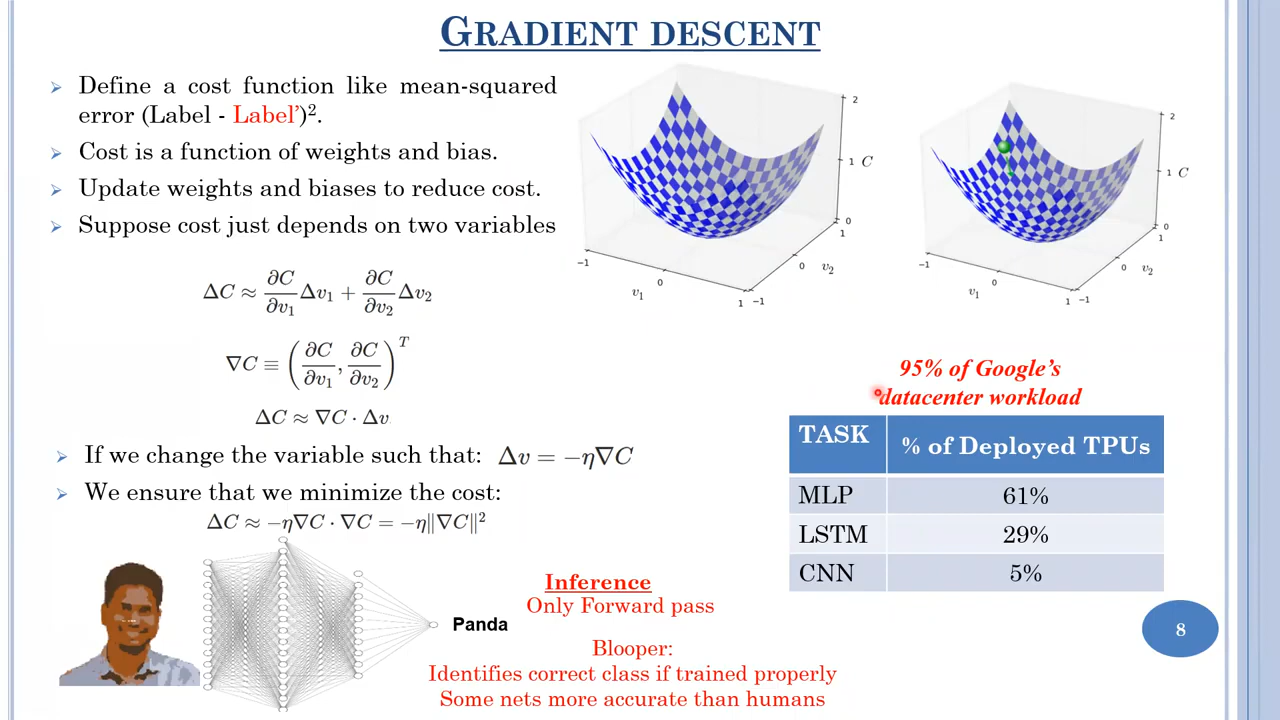 GRADIENT DESCENT
➢ Define a cost function like mean-squared
error (Label - Label’)².
➢ Cost is a function of weights and bias.
➢ Update weights and biases to reduce cost.
➢ Suppose cost just depends on two variables
ΔC ≈ ∂C/∂v₁ Δv₁ + ∂C/∂v₂ Δv₂
∇C ≡ (∂C/∂v₁, ∂C/∂v₂)ᵀ
ΔC ≈ ∇C · Δv
➢ If we change the variable such that: Δv = −η∇C
➢ We ensure that we minimize the cost:
ΔC ≈ −η∇C · ∇C = −η‖∇C‖²
2
1 C
0
1
0 v₂
−1
0
v₁
1 −1
2
1 C
0
1
0 v₂
−1
0
v₁
1 −1
95% of Google’s
datacenter workload
TASK % of Deployed TPUs
MLP 61%
LSTM 29%
CNN 5%
Panda
Inference
Only Forward pass
Blooper:
Identifies correct class if trained properly
Some nets more accurate than humans
8